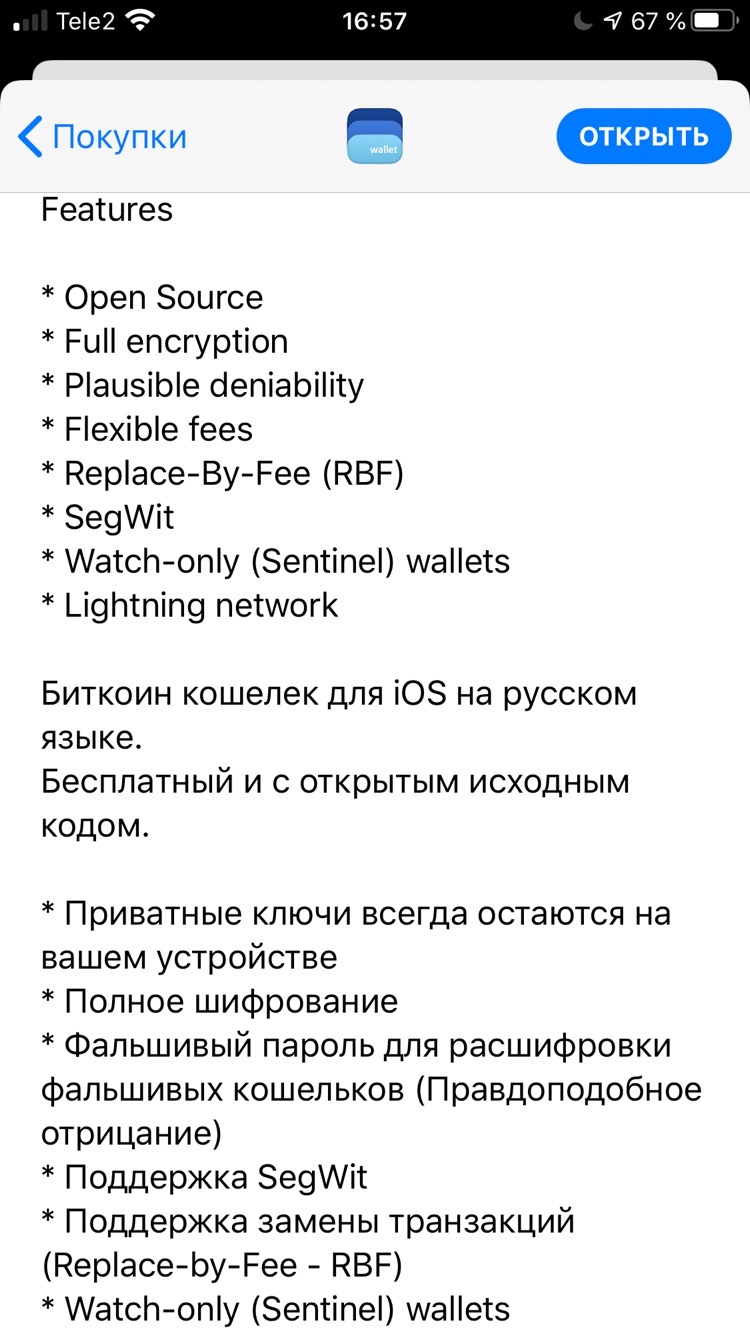 Tele2 16:57 67 %
Покупки wallet ОТКРЫТЬ
Features
* Open Source
* Full encryption
* Plausible deniability
* Flexible fees
* Replace-By-Fee (RBF)
* SegWit
* Watch-only (Sentinel) wallets
* Lightning network
Биткоин кошелек для iOS на русском
языке.
Бесплатный и с открытым исходным
кодом.
* Приватные ключи всегда остаются на
вашем устройстве
* Полное шифрование
* Фальшивый пароль для расшифровки
фальшивых кошельков (Правдоподобное
отрицание)
* Поддержка SegWit
* Поддержка замены транзакций
(Replace-by-Fee - RBF)
* Watch-only (Sentinel) wallets